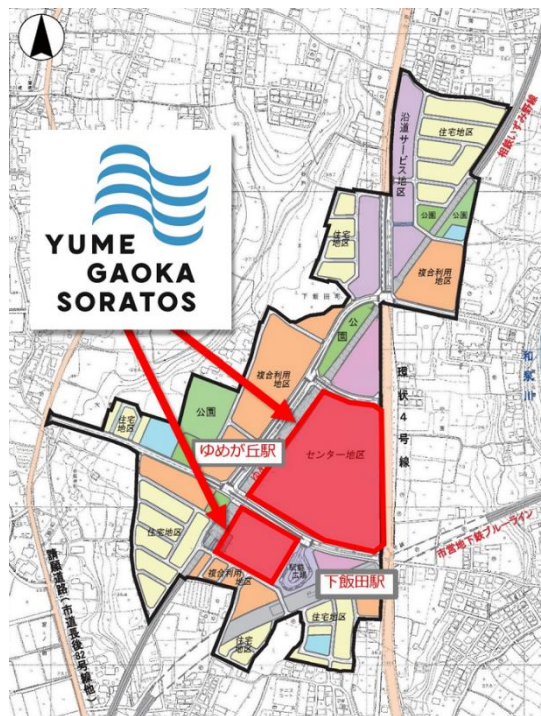 YUME
GAOKA
SORATOS
沿道サービス地区
住宅地区
相鉄いずみ野線
公園
公園
住宅地区
複合利用地区
下飯田町
公園
和泉川
環状4号線
複合利用地区
公園
住宅地区
ゆめが丘駅
センター地区
市営地下鉄ブルーライン
住宅地区
複合利用地区
駅前広場
下飯田駅
住宅地区
住宅地区